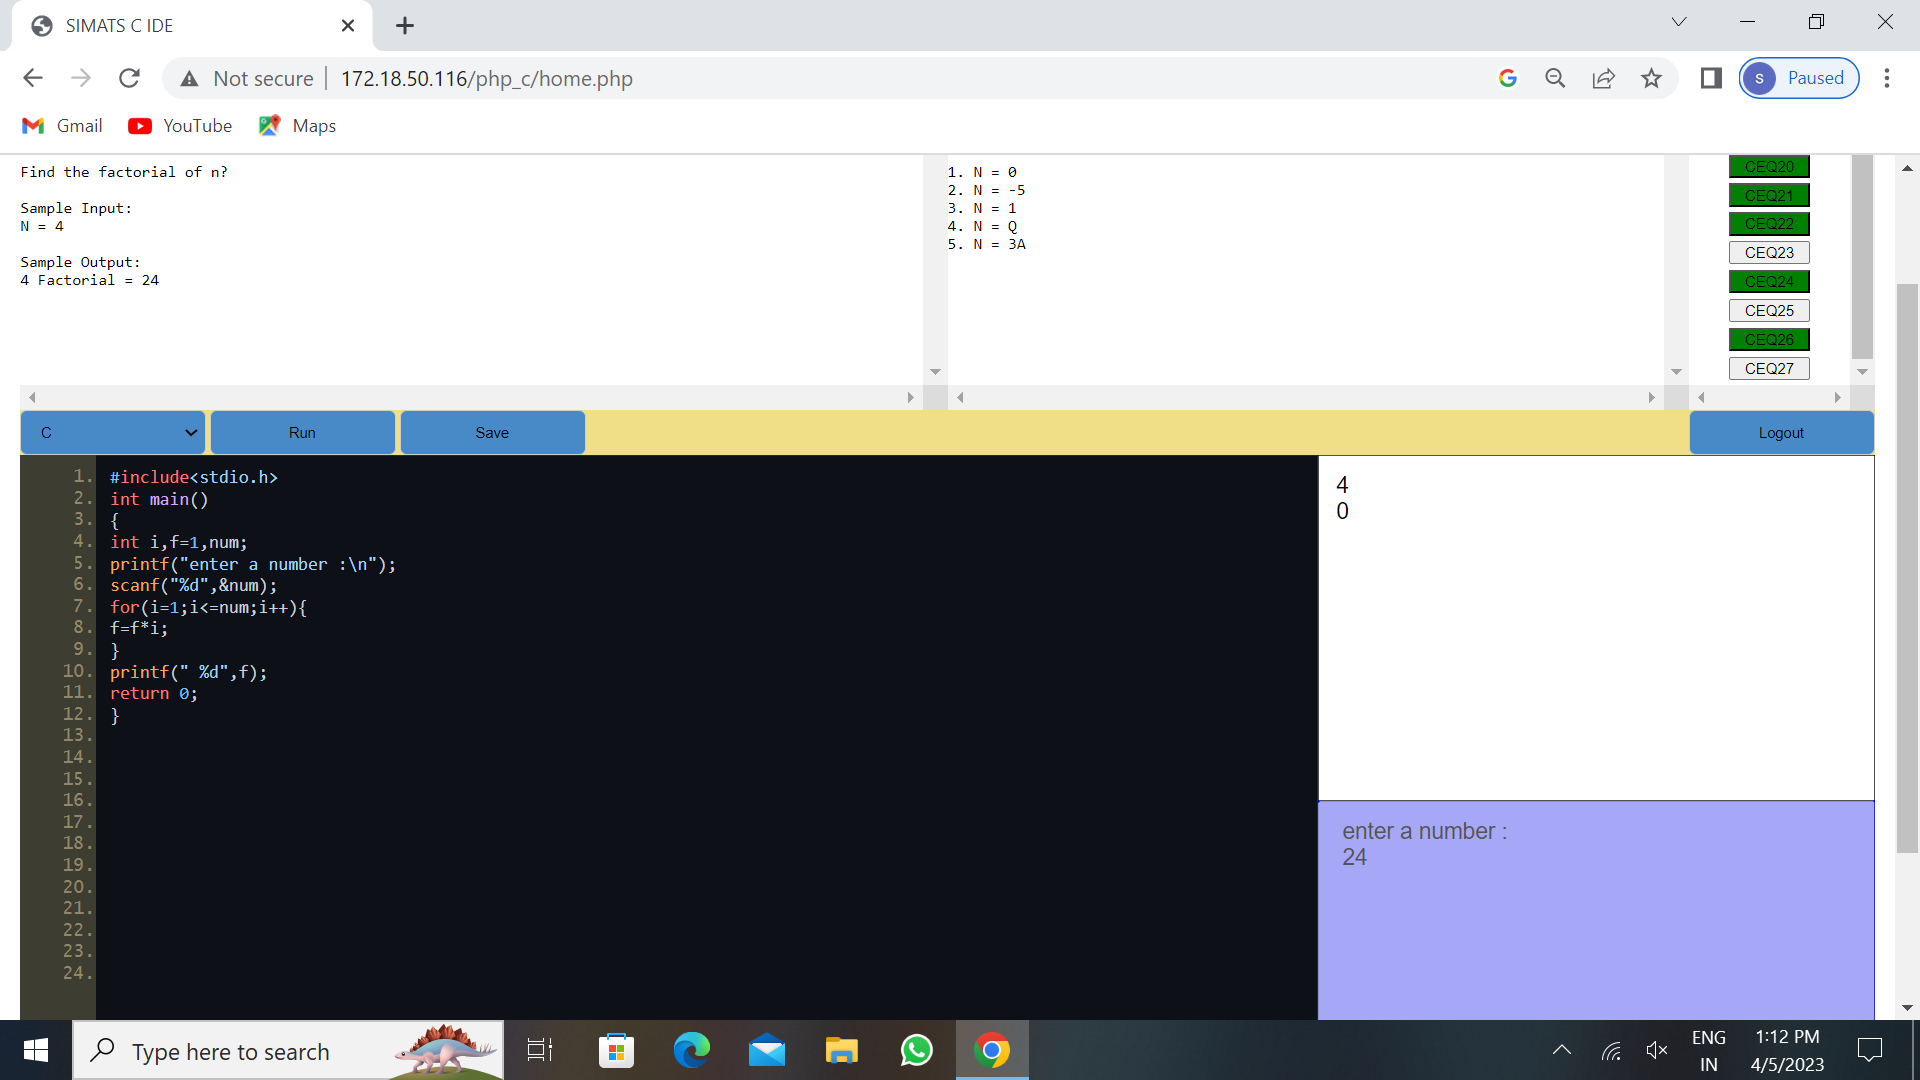 SIMATS C IDE
Not secure
172.18.50.116/php_c/home.php
S
Paused
Gmail
YouTube
Maps
Find the factorial of n?
Sample Input:
N = 4
Sample Output:
4 Factorial = 24
1. N = 0
2. N = -5
3. N = 1
4. N = Q
5. N = 3A
CEQ20
CEQ21
CEQ22
CEQ23
CEQ24
CEQ25
CEQ26
CEQ27
C
Run
Save
Logout
1. #include<stdio.h>
2. int main()
3. {
4. int i,f=1,num;
5. printf("enter a number :\n");
6. scanf("%d",&num);
7. for(i=1;i<=num;i++){
8. f=f*i;
9. }
10. printf(" %d",f);
11. return 0;
12. }
13.
14.
15.
16.
17.
18.
19.
20.
21.
22.
23.
24.
4
0
enter a number :
24
Type here to search
ENG
IN
1:12 PM
4/5/2023